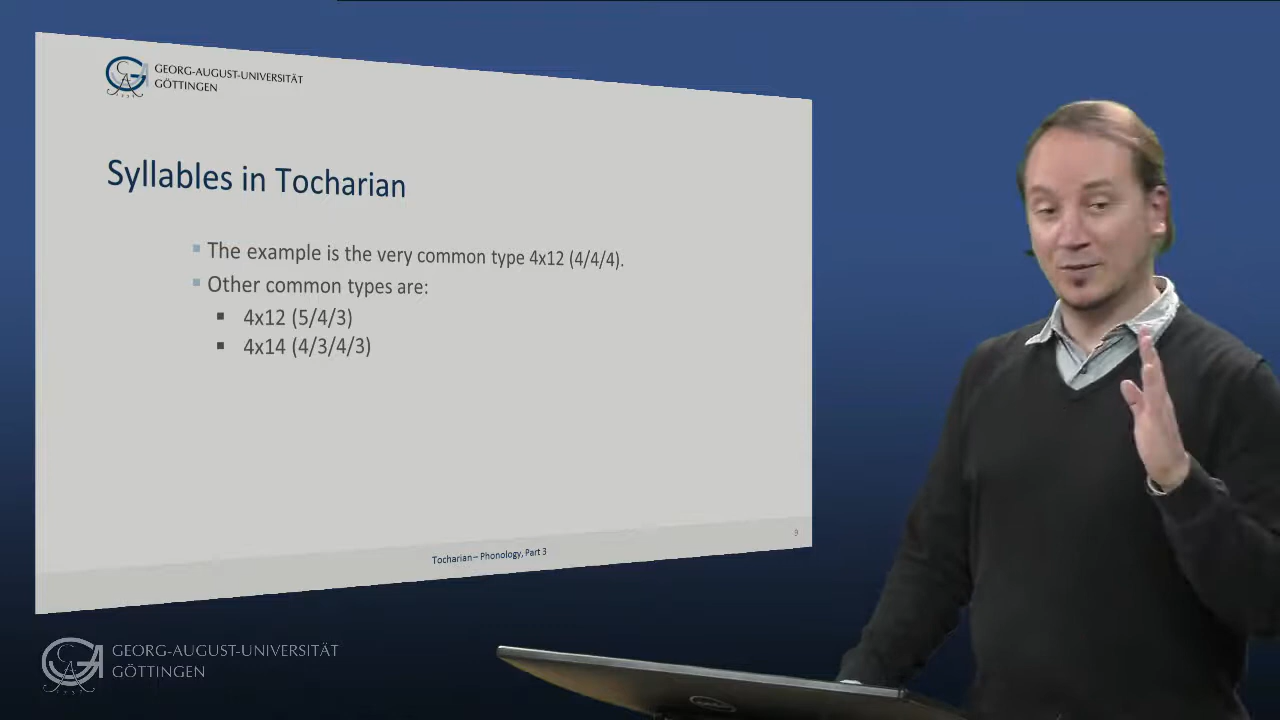 GEORG-AUGUST-UNIVERSITÄT
GÖTTINGEN
Syllables in Tocharian
The example is the very common type 4x12 (4/4/4).
Other common types are:
4x12 (5/4/3)
4x14 (4/3/4/3)
Tocharian – Phonology, Part 3
9
GEORG-AUGUST-UNIVERSITÄT
GÖTTINGEN